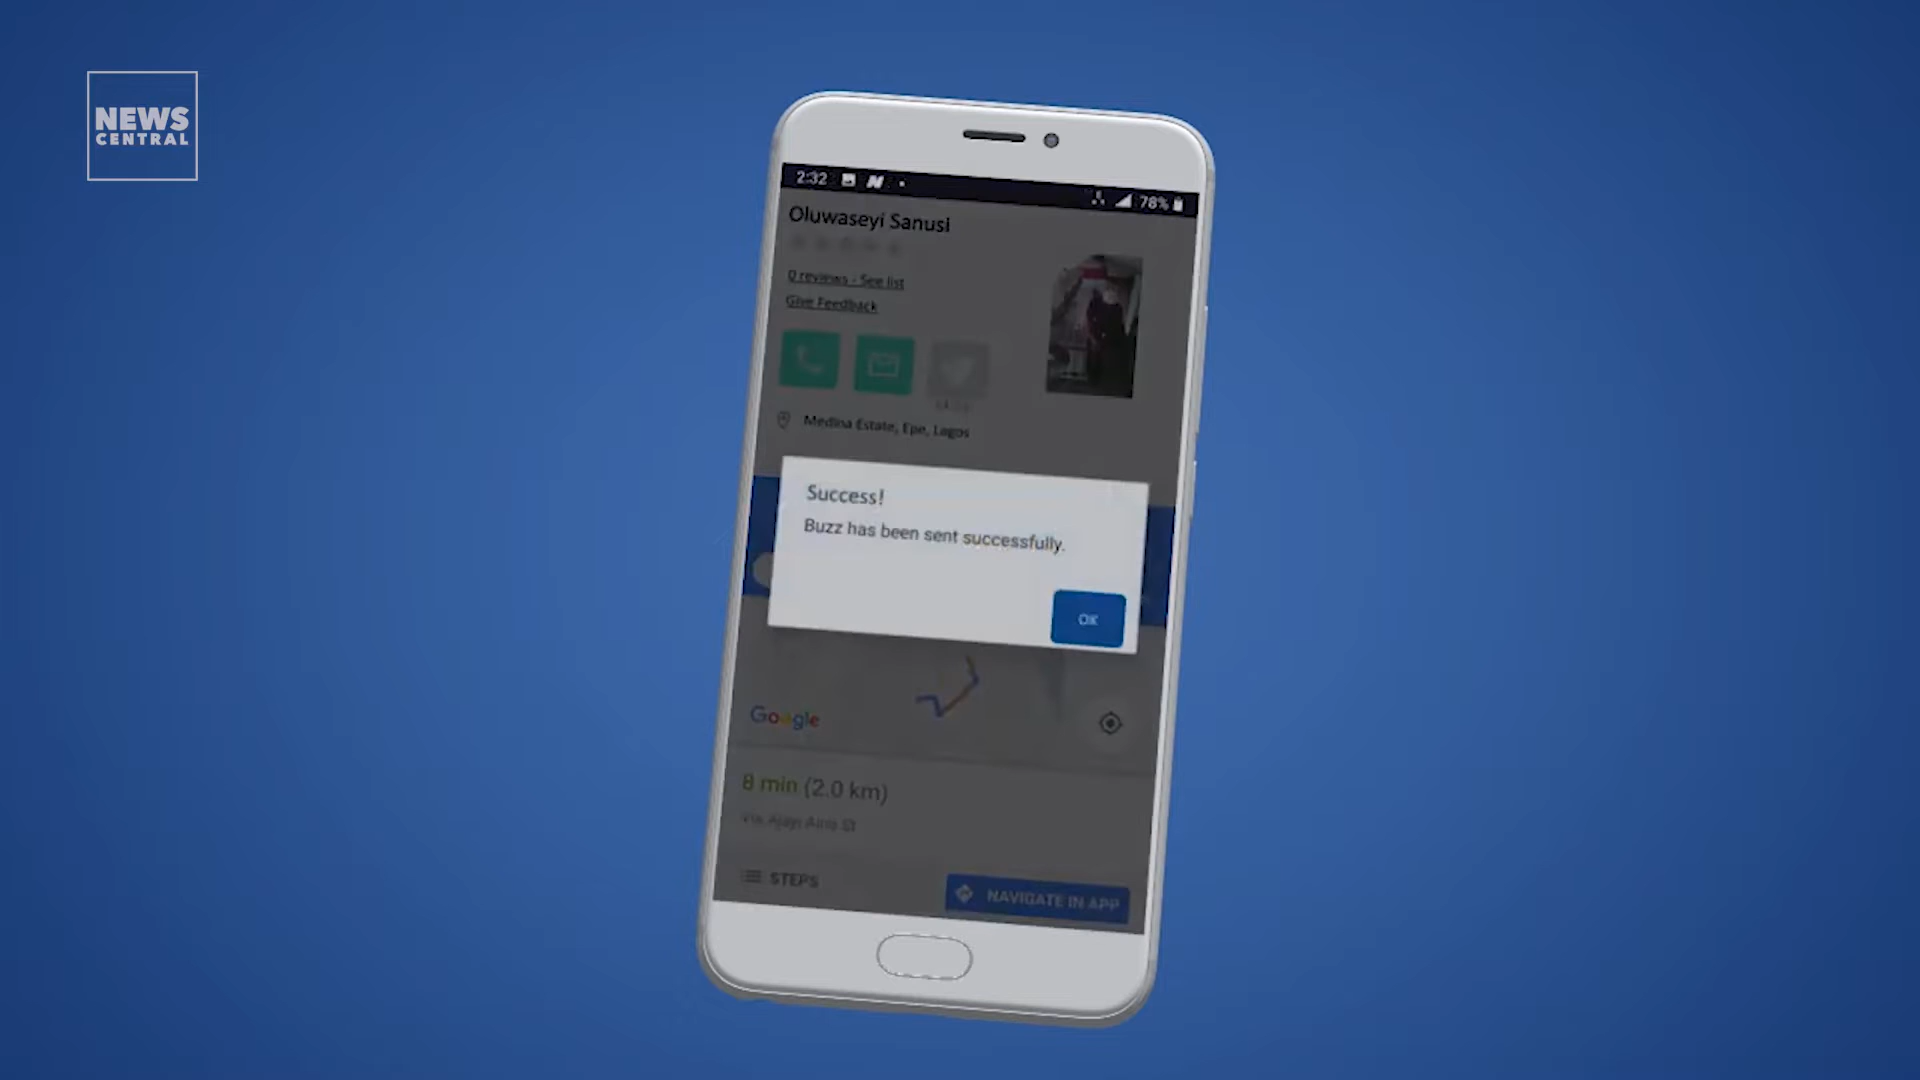 NEWS
CENTRAL
2:32
78%
Oluwaseyi Sanusi
0 reviews - See list
Give Feedback
Medina Estate, Epe, Lagos
Success!
Buzz has been sent successfully.
OK
Google
8 min (2.0 km)
Via Ajayi Aina St
STEPS
NAVIGATE IN APP